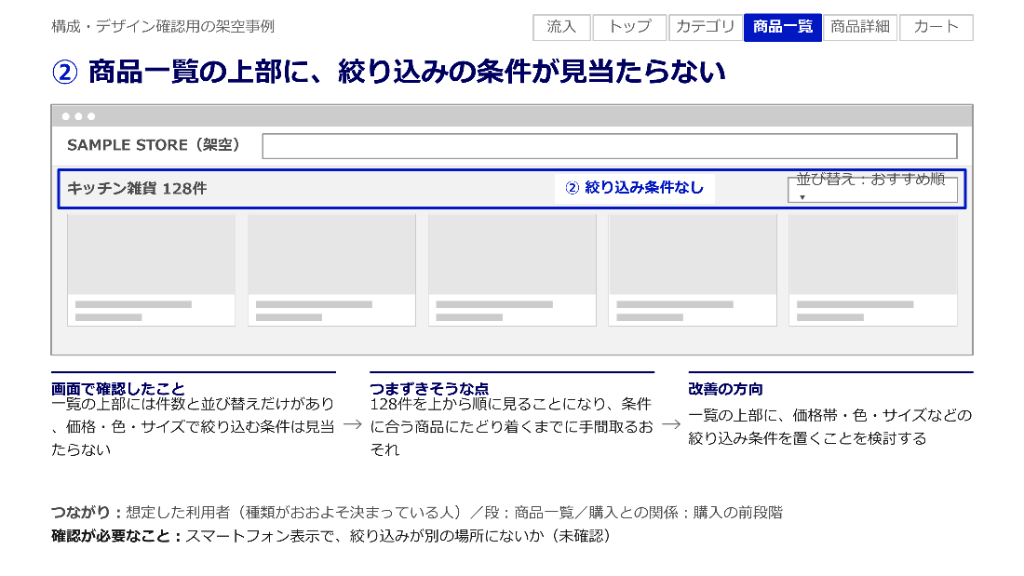 構成・デザイン確認用の架空事例
流入 トップ カテゴリ 商品一覧 商品詳細 カート
② 商品一覧の上部に、絞り込みの条件が見当たらない
SAMPLE STORE（架空）
キッチン雑貨 128件
② 絞り込み条件なし
並び替え：おすすめ順
▼
画面で確認したこと
一覧の上部には件数と並び替えだけがあり
、価格・色・サイズで絞り込む条件は見当
たらない
→
つまずきそうな点
128件を上から順に見ることになり、条件
に合う商品にたどり着くまでに手間取るお
それ
→
改善の方向
一覧の上部に、価格帯・色・サイズなどの
絞り込み条件を置くことを検討する
つながり：想定した利用者（種類がおおよそ決まっている人）／段：商品一覧／購入との関係：購入の前段階
確認が必要なこと：スマートフォン表示で、絞り込みが別の場所にないか（未確認）